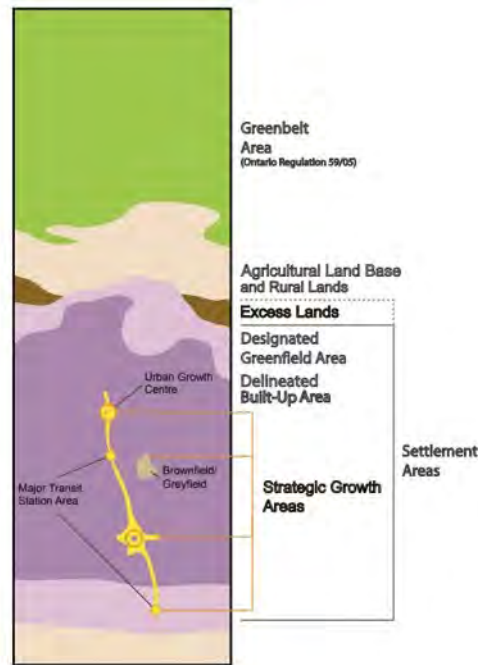 Greenbelt
Area
(Ontario Regulation 59/05)
Agricultural Land Base
and Rural Lands
Excess Lands
Designated
Greenfield Area
Delineated
Built-Up Area
Urban Growth
Centre
Brownfield/
Greyfield
Major Transit
Station Area
Strategic Growth
Areas
Settlement
Areas